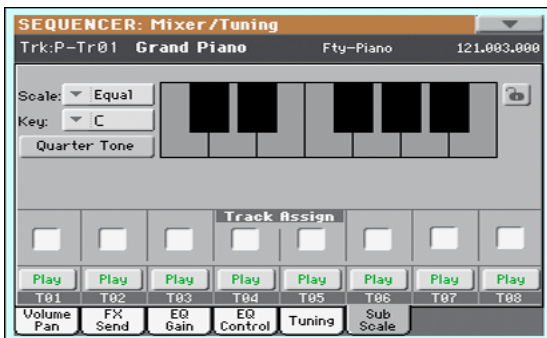 SEQUENCER: Mixer/Tuning
Trk:P-Tr01 Grand Piano Fty-Piano 121.003.000
Scale: Equal
Key: C
Quarter Tone
Track Assign
Play Play Play Play Play Play Play Play
T01 T02 T03 T04 T05 T06 T07 T08
Volume Pan FX Send EQ Gain EQ Control Tuning Sub Scale